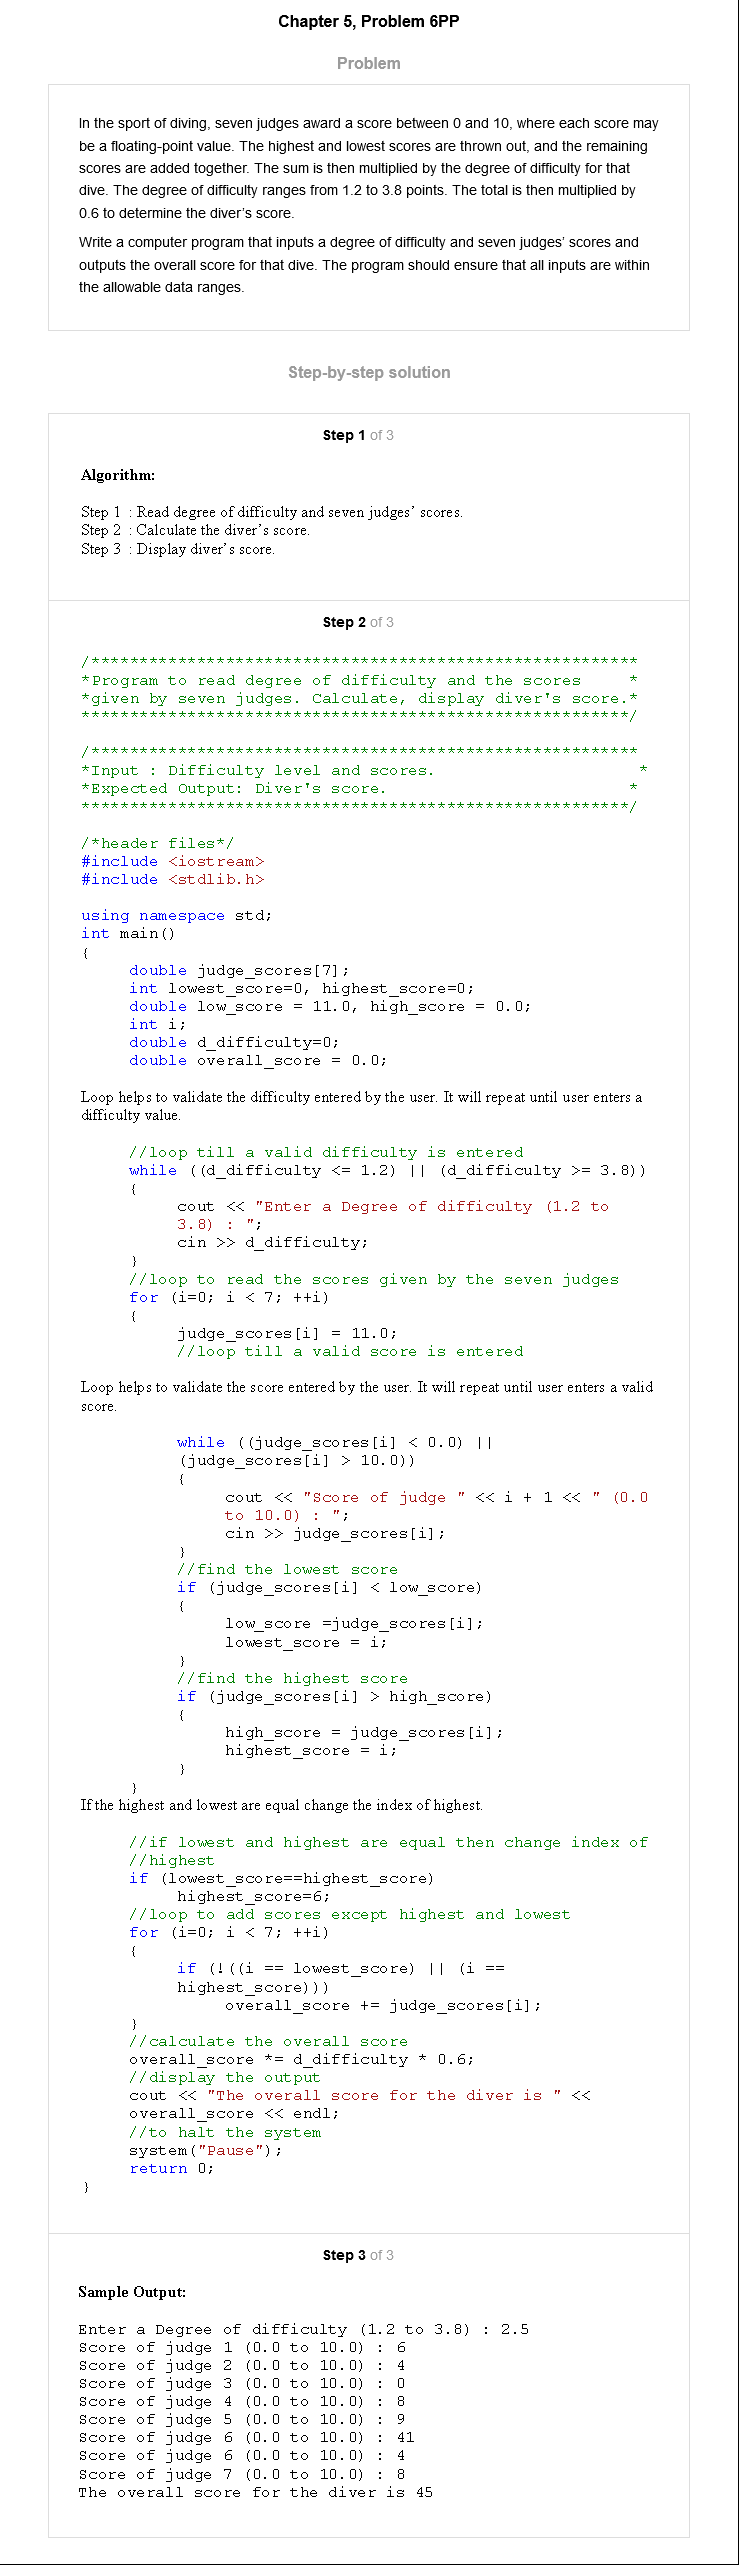 Chapter 5, Problem 6PP
Problem
In the sport of diving, seven judges award a score between 0 and 10, where each score may
be a floating-point value. The highest and lowest scores are thrown out, and the remaining
scores are added together. The sum is then multiplied by the degree of difficulty for that
dive. The degree of difficulty ranges from 1.2 to 3.8 points. The total is then multiplied by
0.6 to determine the diver's score.
Write a computer program that inputs a degree of difficulty and seven judges' scores and
outputs the overall score for that dive. The program should ensure that all inputs are within
the allowable data ranges.
Step-by-step solution
Step 1 of 3
Algorithm:
Step 1 : Read degree of difficulty and seven judges' scores.
Step 2 : Calculate the diver's score.
Step 3 : Display diver's score.
Step 2 of 3
/*********************************************************
*Program to read degree of difficulty and the scores     *
*given by seven judges. Calculate, display diver's score.*
*********************************************************/
/*********************************************************
*Input : Difficulty level and scores.                     *
*Expected Output: Diver's score.                         *
*********************************************************/
/*header files*/
#include <iostream>
#include <stdlib.h>
using namespace std;
int main()
{
double judge_scores[7];
int lowest_score=0, highest_score=0;
double low_score = 11.0, high_score = 0.0;
int i;
double d_difficulty=0;
double overall_score = 0.0;
Loop helps to validate the difficulty entered by the user. It will repeat until user enters a
difficulty value.
//loop till a valid difficulty is entered
while ((d_difficulty <= 1.2) || (d_difficulty >= 3.8))
{
cout << "Enter a Degree of difficulty (1.2 to
3.8) : ";
cin >> d_difficulty;
}
//loop to read the scores given by the seven judges
for (i=0; i < 7; ++i)
{
judge_scores[i] = 11.0;
//loop till a valid score is entered
Loop helps to validate the score entered by the user. It will repeat until user enters a valid
score.
while ((judge_scores[i] < 0.0) ||
(judge_scores[i] > 10.0))
{
cout << "Score of judge " << i + 1 << " (0.0
to 10.0) : ";
cin >> judge_scores[i];
}
//find the lowest score
if (judge_scores[i] < low_score)
{
low_score =judge_scores[i];
lowest_score = i;
}
//find the highest score
if (judge_scores[i] > high_score)
{
high_score = judge_scores[i];
highest_score = i;
}
}
If the highest and lowest are equal change the index of highest.
//if lowest and highest are equal then change index of
//highest
if (lowest_score==highest_score)
highest_score=6;
//loop to add scores except highest and lowest
for (i=0; i < 7; ++i)
{
if (!((i == lowest_score) || (i ==
highest_score)))
overall_score += judge_scores[i];
}
//calculate the overall score
overall_score *= d_difficulty * 0.6;
//display the output
cout << "The overall score for the diver is " <<
overall_score << endl;
//to halt the system
system("Pause");
return 0;
}
Step 3 of 3
Sample Output:
Enter a Degree of difficulty (1.2 to 3.8) : 2.5
Score of judge 1 (0.0 to 10.0) : 6
Score of judge 2 (0.0 to 10.0) : 4
Score of judge 3 (0.0 to 10.0) : 0
Score of judge 4 (0.0 to 10.0) : 8
Score of judge 5 (0.0 to 10.0) : 9
Score of judge 6 (0.0 to 10.0) : 41
Score of judge 6 (0.0 to 10.0) : 4
Score of judge 7 (0.0 to 10.0) : 8
The overall score for the diver is 45